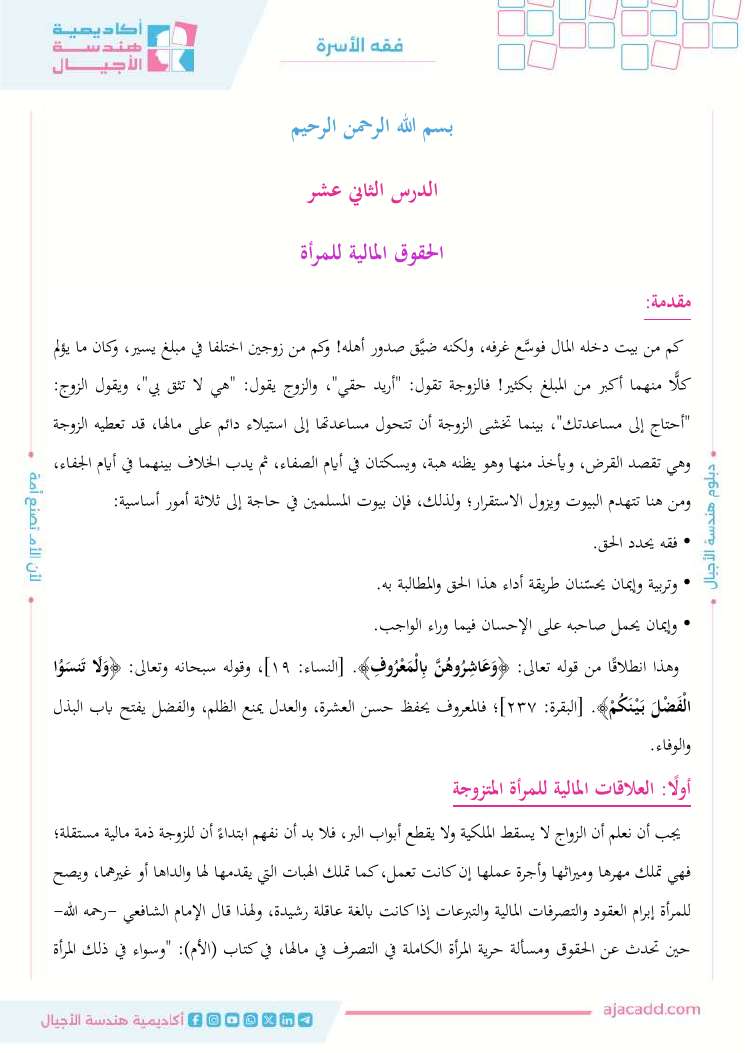 أكاديمية
هندسة
الأجيال
فقه الأسرة
بسم الله الرحمن الرحيم
الدرس الثاني عشر
الحقوق المالية للمرأة
مقدمة:
كم من بيت دخله المال فوسَّع غرفه، ولكنه ضيَّق صدور أهله! وكم من زوجين اختلفا في مبلغ يسير، وكان ما يؤلم
كلًّا منهما أكبر من المبلغ بكثير! فالزوجة تقول: "أريد حقي"، والزوج يقول: "هي لا تثق بي"، ويقول الزوج:
"أحتاج إلى مساعدتك"، بينما تخشى الزوجة أن تتحول مساعدتها إلى استيلاء دائم على مالها، قد تعطيه الزوجة
وهي تقصد القرض، ويأخذ منها وهو يظنه هبة، ويسكتان في أيام الصفاء، ثم يدب الخلاف بينهما في أيام الجفاء،
ومن هنا تتهدم البيوت ويزول الاستقرار؛ ولذلك، فإن بيوت المسلمين في حاجة إلى ثلاثة أمور أساسية:
• فقه يحدد الحق.
• وتربية وإيمان يحسّنان طريقة أداء هذا الحق والمطالبة به.
• وإيمان يحمل صاحبه على الإحسان فيما وراء الواجب.
وهذا انطلاقًا من قوله تعالى: ﴿وَعَاشِرُوهُنَّ بِالْمَعْرُوفِ﴾. [النساء: ١٩]، وقوله سبحانه وتعالى: ﴿وَلَا تَنسَوُا
الْفَضْلَ بَيْنَكُمْ﴾. [البقرة: ٢٣٧]؛ فالمعروف يحفظ حسن العشرة، والعدل يمنع الظلم، والفضل يفتح باب البذل
والوفاء.
أولًا: العلاقات المالية للمرأة المتزوجة
يجب أن نعلم أن الزواج لا يسقط الملكية ولا يقطع أبواب البر، فلا بد أن نفهم ابتداءً أن للزوجة ذمة مالية مستقلة؛
فهي تملك مهرها وميراثها وأجرة عملها إن كانت تعمل، كما تملك الهبات التي يقدمها لها والداها أو غيرهما، ويصح
للمرأة إبرام العقود والتصرفات المالية والتبرعات إذا كانت بالغة عاقلة رشيدة، ولهذا قال الإمام الشافعي –رحمه الله–
حين تحدث عن الحقوق ومسألة حرية المرأة الكاملة في التصرف في مالها، في كتاب (الأم): "وسواء في ذلك المرأة
دبلوم هندسة الأجيال
لأن الأم تصنع أمة
أكاديمية هندسة الأجيال
ajacadd.com